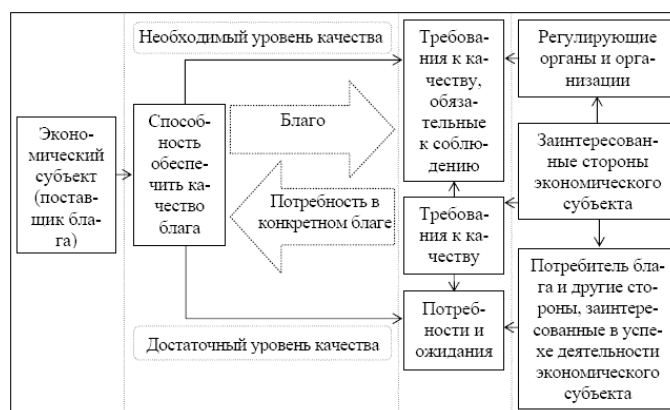 Необходимый уровень качества
Требова-
ния к ка-
честву,
обяза-
тельные
к соблю-
дению
Регулирующие
органы и орга-
низации
Эконо-
мический
субъект
(постав-
щик бла-
га)
Способ-
ность
обеспе-
чить ка-
чество
блага
Благо
Потребность в
конкретном благе
Заинтересован-
ные стороны
экономического
субъекта
Требова-
ния к ка-
честву
Потреб-
ности и
ожидания
Потребитель бла-
га и другие сто-
роны, заинтере-
сованные в успе-
хе деятельности
экономического
субъекта
Достаточный уровень качества